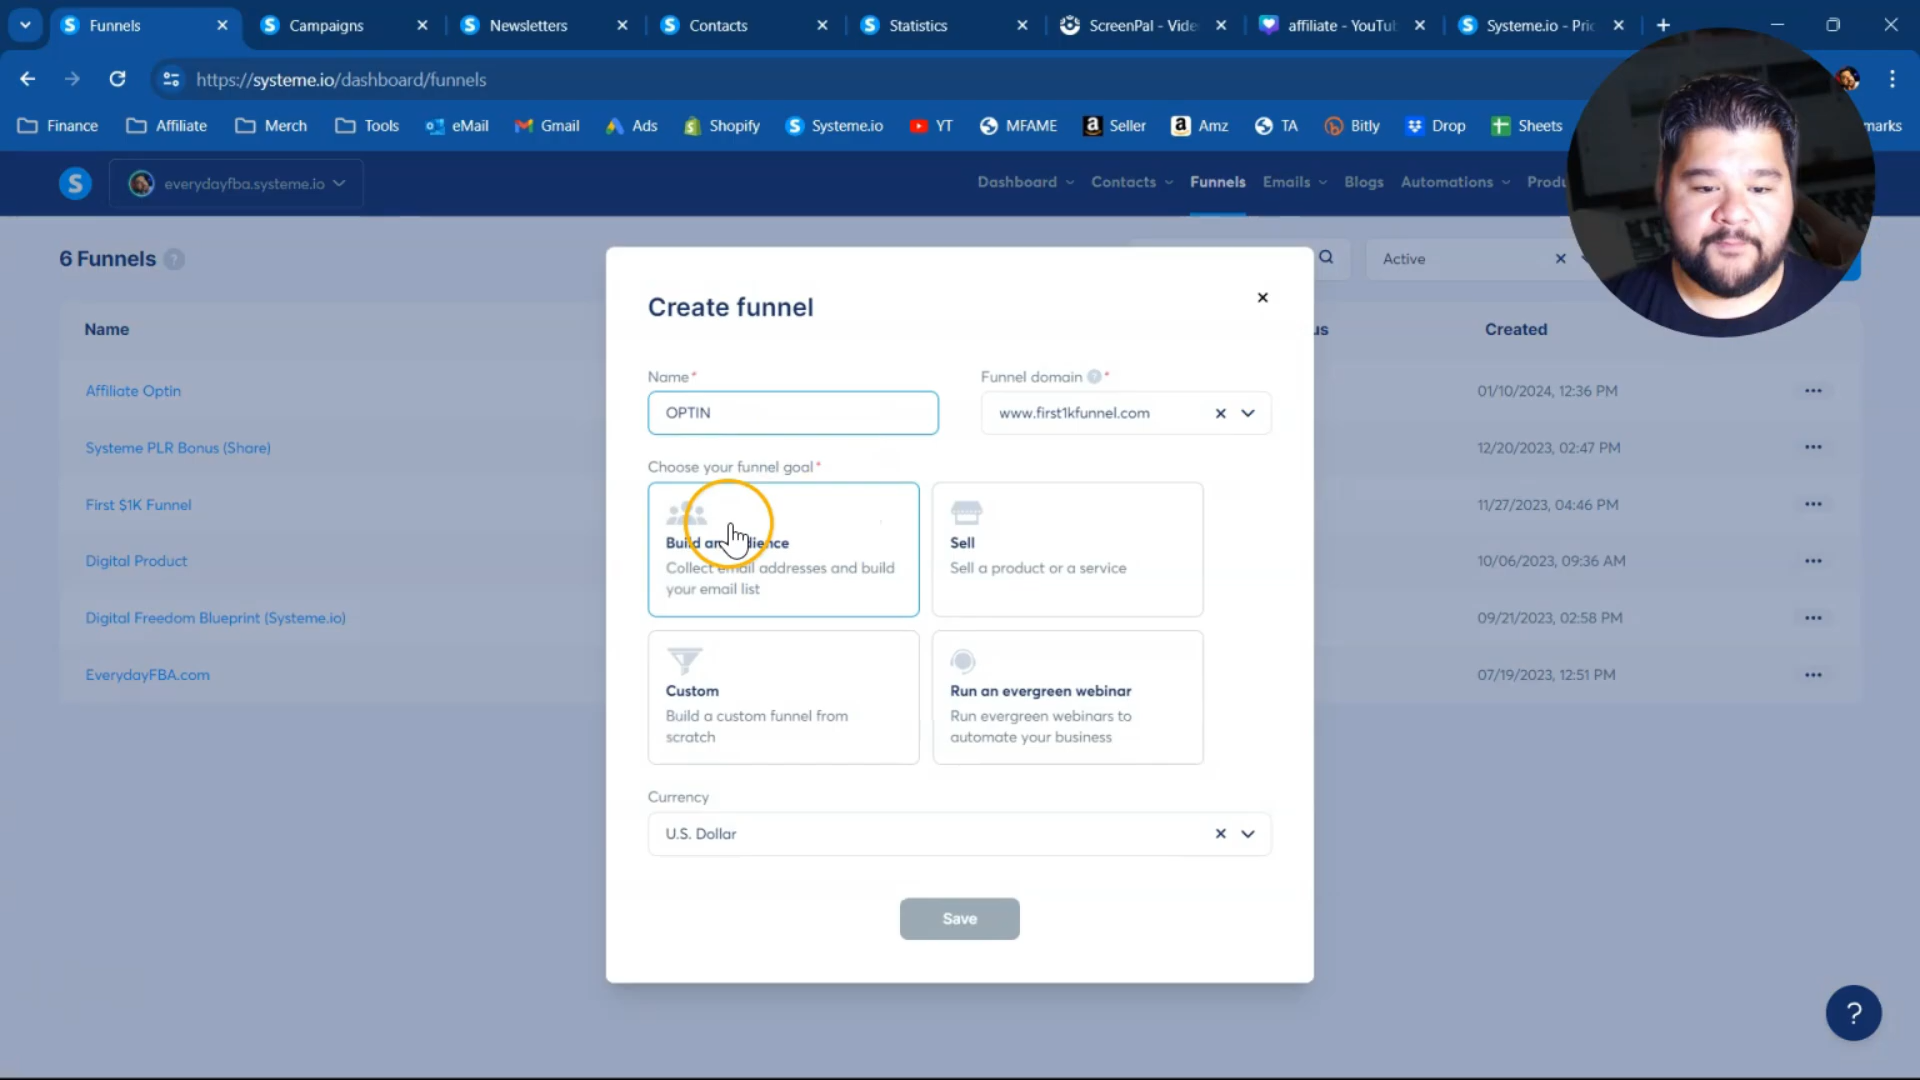 Funnels
Campaigns
Newsletters
Contacts
Statistics
ScreenPal - Vide
affiliate - YouTub
Systeme.io - Pric
https://systeme.io/dashboard/funnels
Finance
Affiliate
Merch
Tools
eMail
Gmail
Ads
Shopify
Systeme.io
YT
MFAME
Seller
Amz
TA
Bitly
Drop
Sheets
marks
S
everydayfba.systeme.io
Dashboard
Contacts
Funnels
Emails
Blogs
Automations
Produ
6 Funnels ?
Active
Name
us
Created
Affiliate Optin
01/10/2024, 12:36 PM
Systeme PLR Bonus (Share)
12/20/2023, 02:47 PM
First $1K Funnel
11/27/2023, 04:46 PM
Digital Product
10/06/2023, 09:36 AM
Digital Freedom Blueprint (Systeme.io)
09/21/2023, 02:58 PM
EverydayFBA.com
07/19/2023, 12:51 PM
Create funnel
Name*
Funnel domain ? *
OPTIN
www.first1kfunnel.com
Choose your funnel goal*
Build an audience
Collect email addresses and build
your email list
Sell
Sell a product or a service
Custom
Build a custom funnel from
scratch
Run an evergreen webinar
Run evergreen webinars to
automate your business
Currency
U.S. Dollar
Save
?